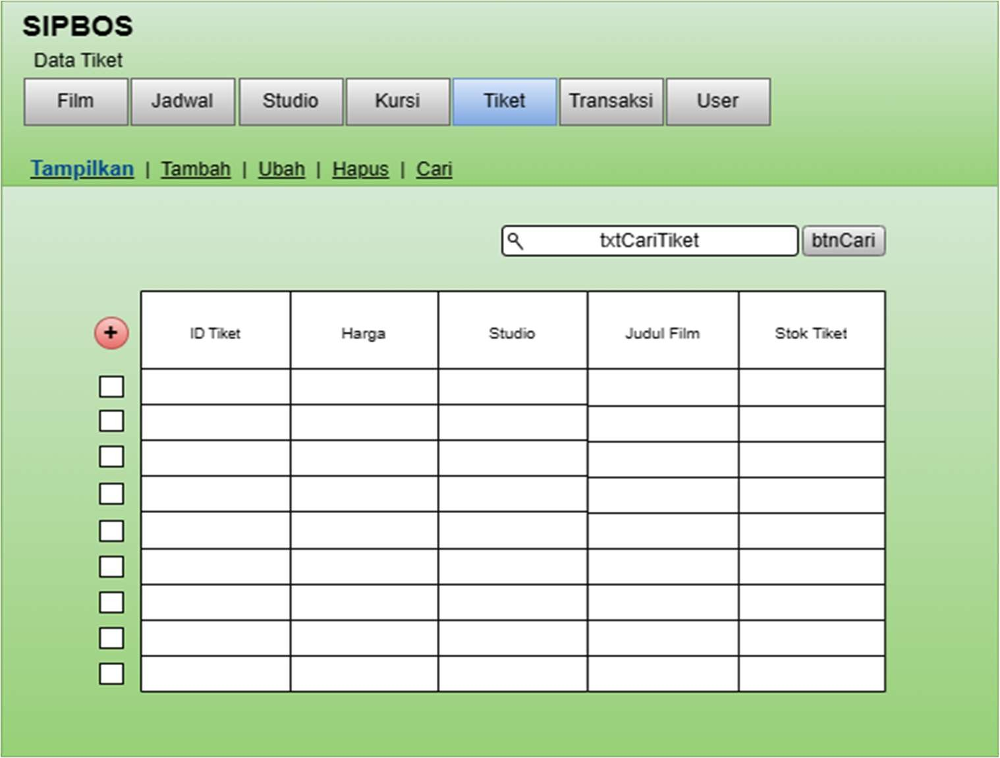 SIPBOS
Data Tiket
Film Jadwal Studio Kursi Tiket Transaksi User
Tampilkan | Tambah | Ubah | Hapus | Cari
txtCariTiket btnCari
+ ID Tiket Harga Studio Judul Film Stok Tiket